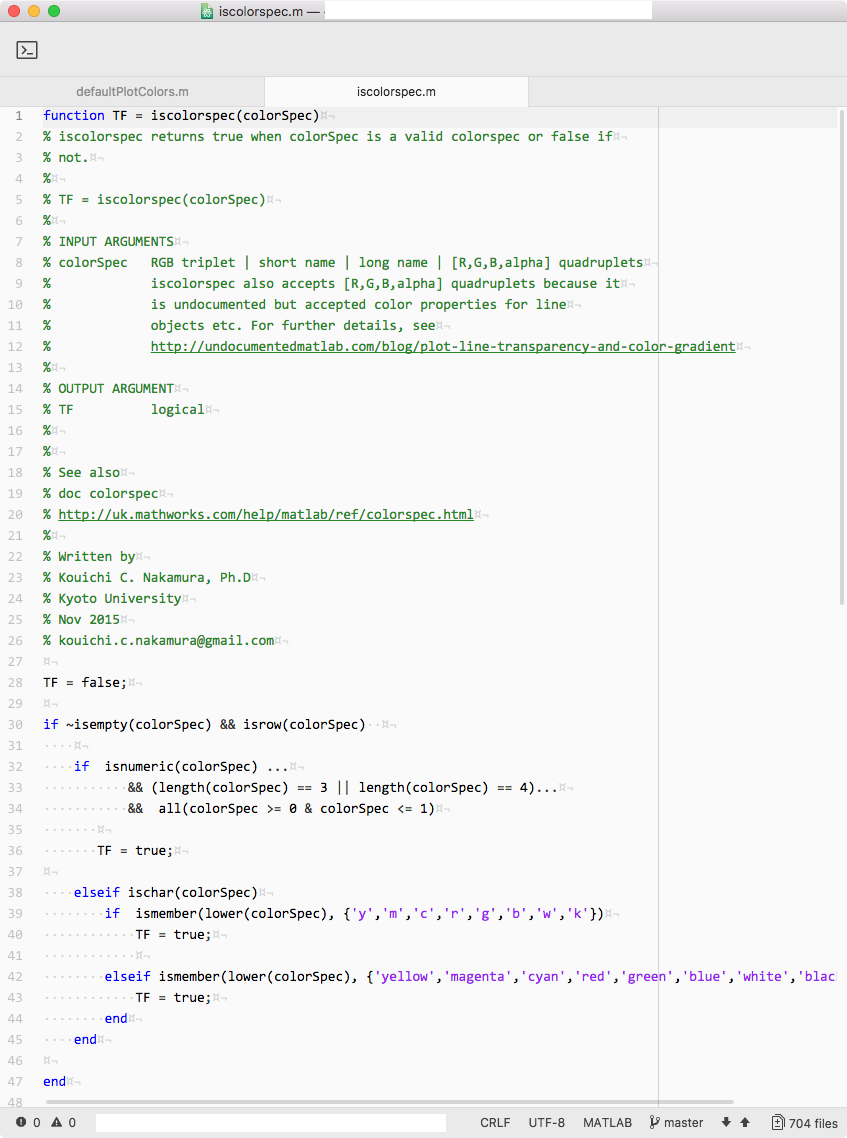 iscolorspec.m —
defaultPlotColors.m
iscolorspec.m
1 function TF = iscolorspec(colorSpec)¤¬
2 % iscolorspec returns true when colorSpec is a valid colorspec or false if¤¬
3 % not.¤¬
4 %¤¬
5 % TF = iscolorspec(colorSpec)¤¬
6 %¤¬
7 % INPUT ARGUMENTS¤¬
8 % colorSpec   RGB triplet | short name | long name | [R,G,B,alpha] quadruplets¤¬
9 %             iscolorspec also accepts [R,G,B,alpha] quadruplets because it¤¬
10 %             is undocumented but accepted color properties for line¤¬
11 %             objects etc. For further details, see¤¬
12 %             http://undocumentedmatlab.com/blog/plot-line-transparency-and-color-gradient¤¬
13 %¤¬
14 % OUTPUT ARGUMENT¤¬
15 % TF          logical¤¬
16 %¤¬
17 %¤¬
18 % See also¤¬
19 % doc colorspec¤¬
20 % http://uk.mathworks.com/help/matlab/ref/colorspec.html¤¬
21 %¤¬
22 % Written by¤¬
23 % Kouichi C. Nakamura, Ph.D¤¬
24 % Kyoto University¤¬
25 % Nov 2015¤¬
26 % kouichi.c.nakamura@gmail.com¤¬
27 ¤¬
28 TF = false;¤¬
29 ¤¬
30 if ~isempty(colorSpec) && isrow(colorSpec)··¤¬
31 ····¤¬
32 ····if  isnumeric(colorSpec) ...¤¬
33 ···········&& (length(colorSpec) == 3 || length(colorSpec) == 4)...¤¬
34 ···········&&  all(colorSpec >= 0 & colorSpec <= 1)¤¬
35 ·······¤¬
36 ·······TF = true;¤¬
37 ¤¬
38 ····elseif ischar(colorSpec)¤¬
39 ········if  ismember(lower(colorSpec), {'y','m','c','r','g','b','w','k'})¤¬
40 ············TF = true;¤¬
41 ············¤¬
42 ········elseif ismember(lower(colorSpec), {'yellow','magenta','cyan','red','green','blue','white','blac
43 ············TF = true;¤¬
44 ········end¤¬
45 ····end¤¬
46 ¤¬
47 end¤¬
48
0 0 CRLF UTF-8 MATLAB master 704 files